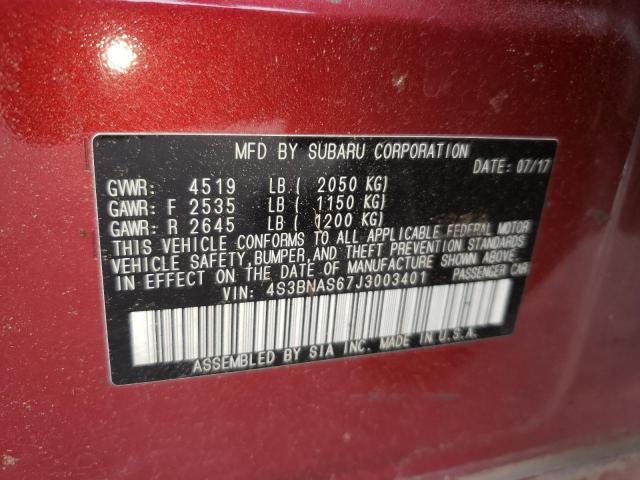 MFD BY SUBARU CORPORATION
DATE: 07/17
GVWR: 4519 LB ( 2050 KG)
GAWR: F 2535 LB ( 1150 KG)
GAWR: R 2645 LB ( 1200 KG)
THIS VEHICLE CONFORMS TO ALL APPLICABLE FEDERAL MOTOR
VEHICLE SAFETY, BUMPER, AND THEFT PREVENTION STANDARDS
IN EFFECT ON THE DATE OF MANUFACTURE SHOWN ABOVE.
VIN: 4S3BNAS67J3003401 PASSENGER CAR
ASSEMBLED BY SIA INC. MADE IN U.S.A.